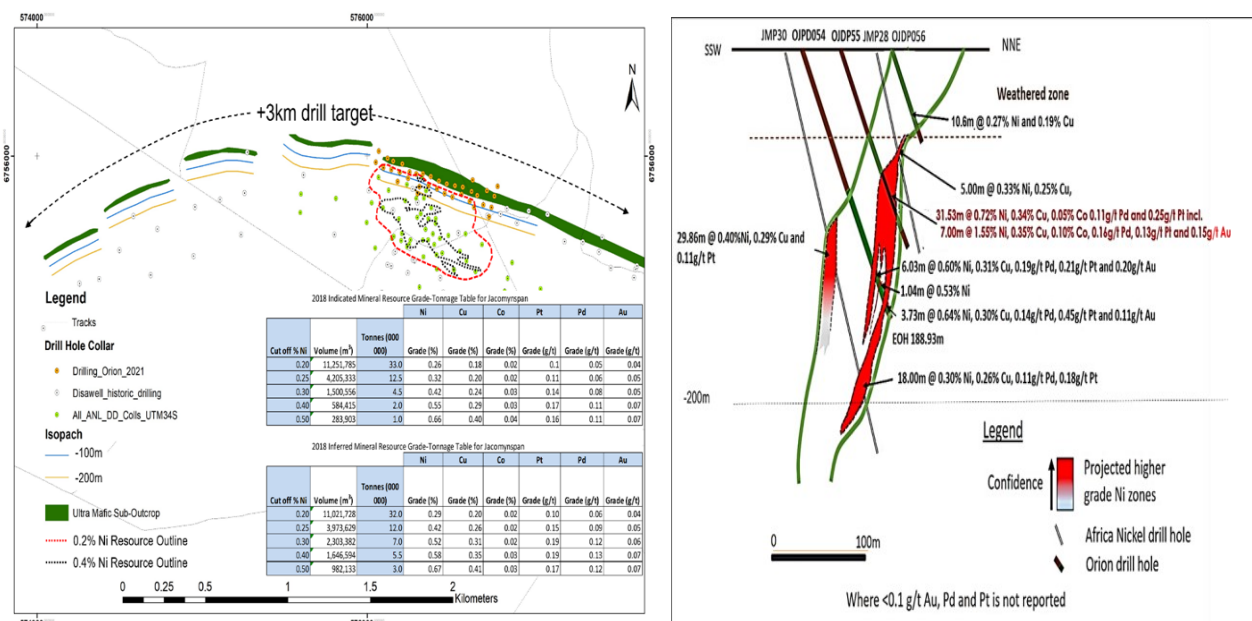 574000
576000
N
+3km drill target
6756000
6756000
Legend
Tracks
Drill Hole Collar
Drilling_Orion_2021
Disawell_historic_drilling
All_ANL_DD_Colls_UTM34S
Isopach
-100m
-200m
Ultra Mafic Sub-Outcrop
0.2% Ni Resource Outline
0.4% Ni Resource Outline
2018 Indicated Mineral Resource Grade-Tonnage Table for Jacomynspan
Ni Cu Co Pt Pd Au
Cut off % Ni Volume (m³) Tonnes (000 000) Grade (%) Grade (%) Grade (%) Grade (g/t) Grade (g/t) Grade (g/t)
0.20 11,251,785 33.0 0.26 0.18 0.02 0.1 0.05 0.04
0.25 4,205,333 12.5 0.32 0.20 0.02 0.11 0.06 0.05
0.30 1,500,556 4.5 0.42 0.24 0.03 0.14 0.08 0.05
0.40 584,415 2.0 0.55 0.29 0.03 0.17 0.11 0.07
0.50 283,903 1.0 0.66 0.40 0.04 0.16 0.11 0.07
2018 Inferred Mineral Resource Grade-Tonnage Table for Jacomynspan
Ni Cu Co Pt Pd Au
Cut off % Ni Volume (m³) Tonnes (000 000) Grade (%) Grade (%) Grade (%) Grade (g/t) Grade (g/t) Grade (g/t)
0.20 11,021,728 32.0 0.29 0.20 0.02 0.10 0.06 0.04
0.25 3,973,629 12.0 0.42 0.26 0.02 0.15 0.09 0.05
0.30 2,303,382 7.0 0.52 0.31 0.02 0.19 0.12 0.06
0.40 1,646,594 5.5 0.58 0.35 0.03 0.19 0.13 0.07
0.50 982,133 3.0 0.67 0.41 0.03 0.17 0.12 0.07
0 0.25 0.5 1 1.5 2
Kilometers
JMP30 OJPD054 OJDP55 JMP28 OJDP056
SSW
NNE
Weathered zone
10.6m @ 0.27% Ni and 0.19% Cu
5.00m @ 0.33% Ni, 0.25% Cu,
31.53m @ 0.72% Ni, 0.34% Cu, 0.05% Co 0.11g/t Pd and 0.25g/t Pt incl.
7.00m @ 1.55% Ni, 0.35% Cu, 0.10% Co, 0.16g/t Pd, 0.13g/t Pt and 0.15g/t Au
29.86m @ 0.40%Ni, 0.29% Cu and
0.11g/t Pt
6.03m @ 0.60% Ni, 0.31% Cu, 0.19g/t Pd, 0.21g/t Pt and 0.20g/t Au
1.04m @ 0.53% Ni
3.73m @ 0.64% Ni, 0.30% Cu, 0.14g/t Pd, 0.45g/t Pt and 0.11g/t Au
EOH 188.93m
18.00m @ 0.30% Ni, 0.26% Cu, 0.11g/t Pd, 0.18g/t Pt
-200m
Legend
Confidence
Projected higher
grade Ni zones
Africa Nickel drill hole
Orion drill hole
0 100m
Where <0.1 g/t Au, Pd and Pt is not reported